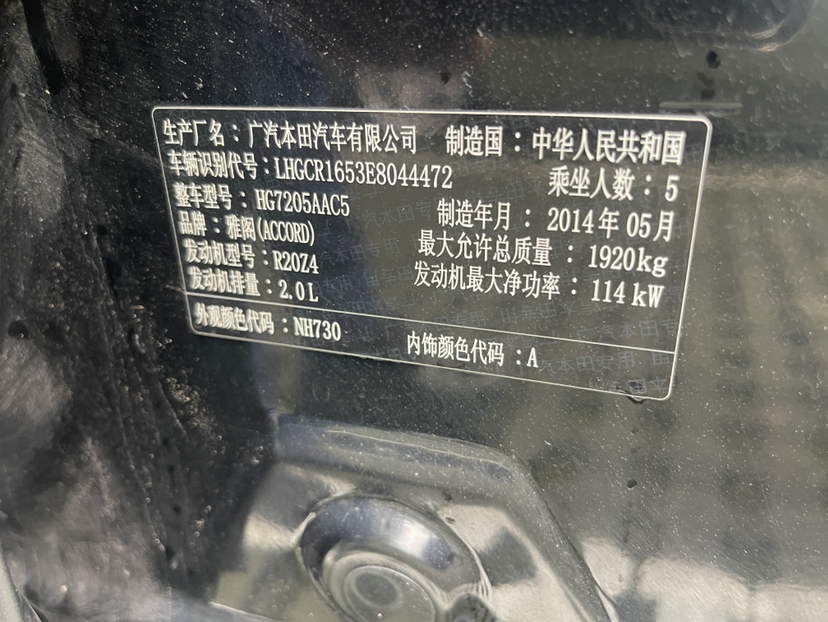 生产厂名：广汽本田汽车有限公司 制造国：中华人民共和国
车辆识别代号：LHGCR1653E8044472 乘坐人数：5
整车型号：HG7205AAC5 制造年月：2014年05月
品牌：雅阁(ACCORD) 最大允许总质量：1920kg
发动机型号：R20Z4 发动机最大净功率：114kW
发动机排量：2.0L
外观颜色代码：NH730 内饰颜色代码：A